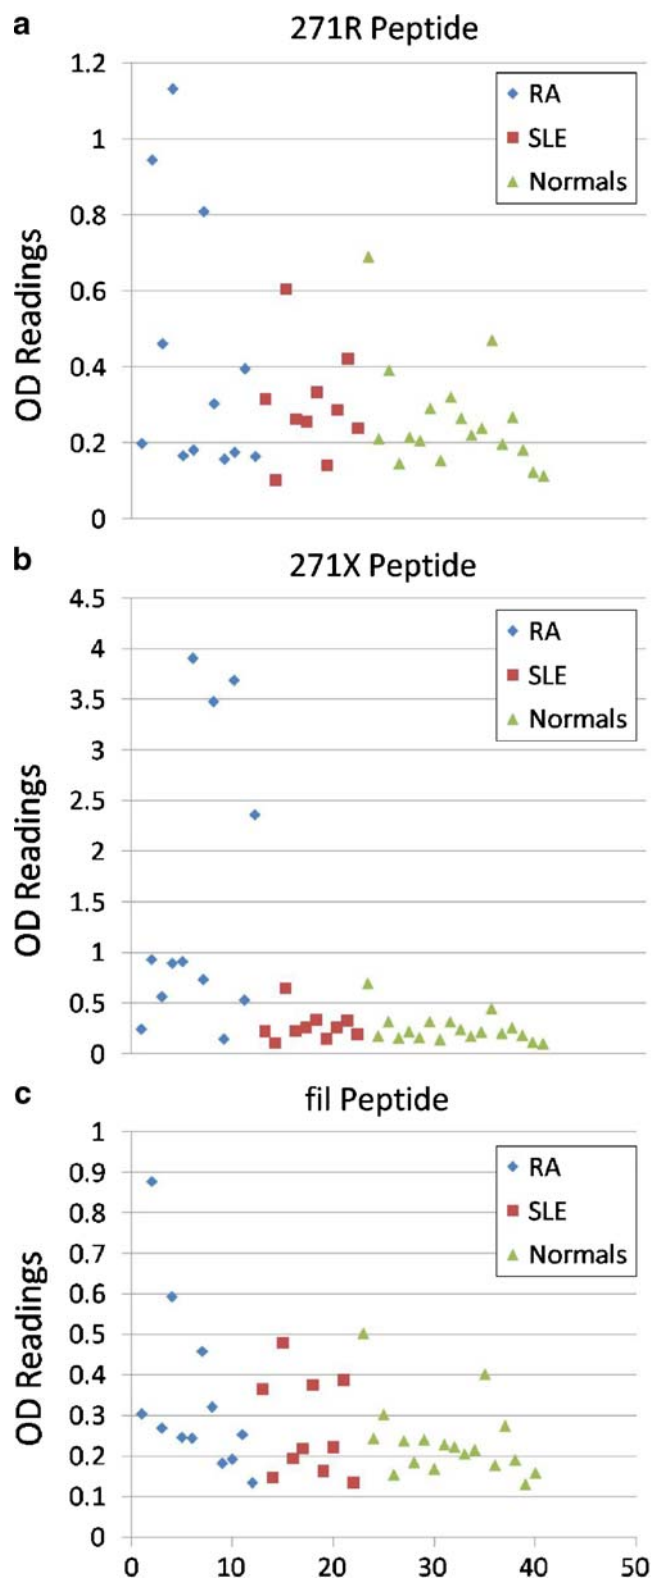 a
271R Peptide
1.2
1
0.8
0.6
0.4
0.2
0
OD Readings
RA
SLE
Normals
b
271X Peptide
4.5
4
3.5
3
2.5
2
1.5
1
0.5
0
OD Readings
RA
SLE
Normals
c
fil Peptide
1
0.9
0.8
0.7
0.6
0.5
0.4
0.3
0.2
0.1
0
OD Readings
RA
SLE
Normals
0 10 20 30 40 50